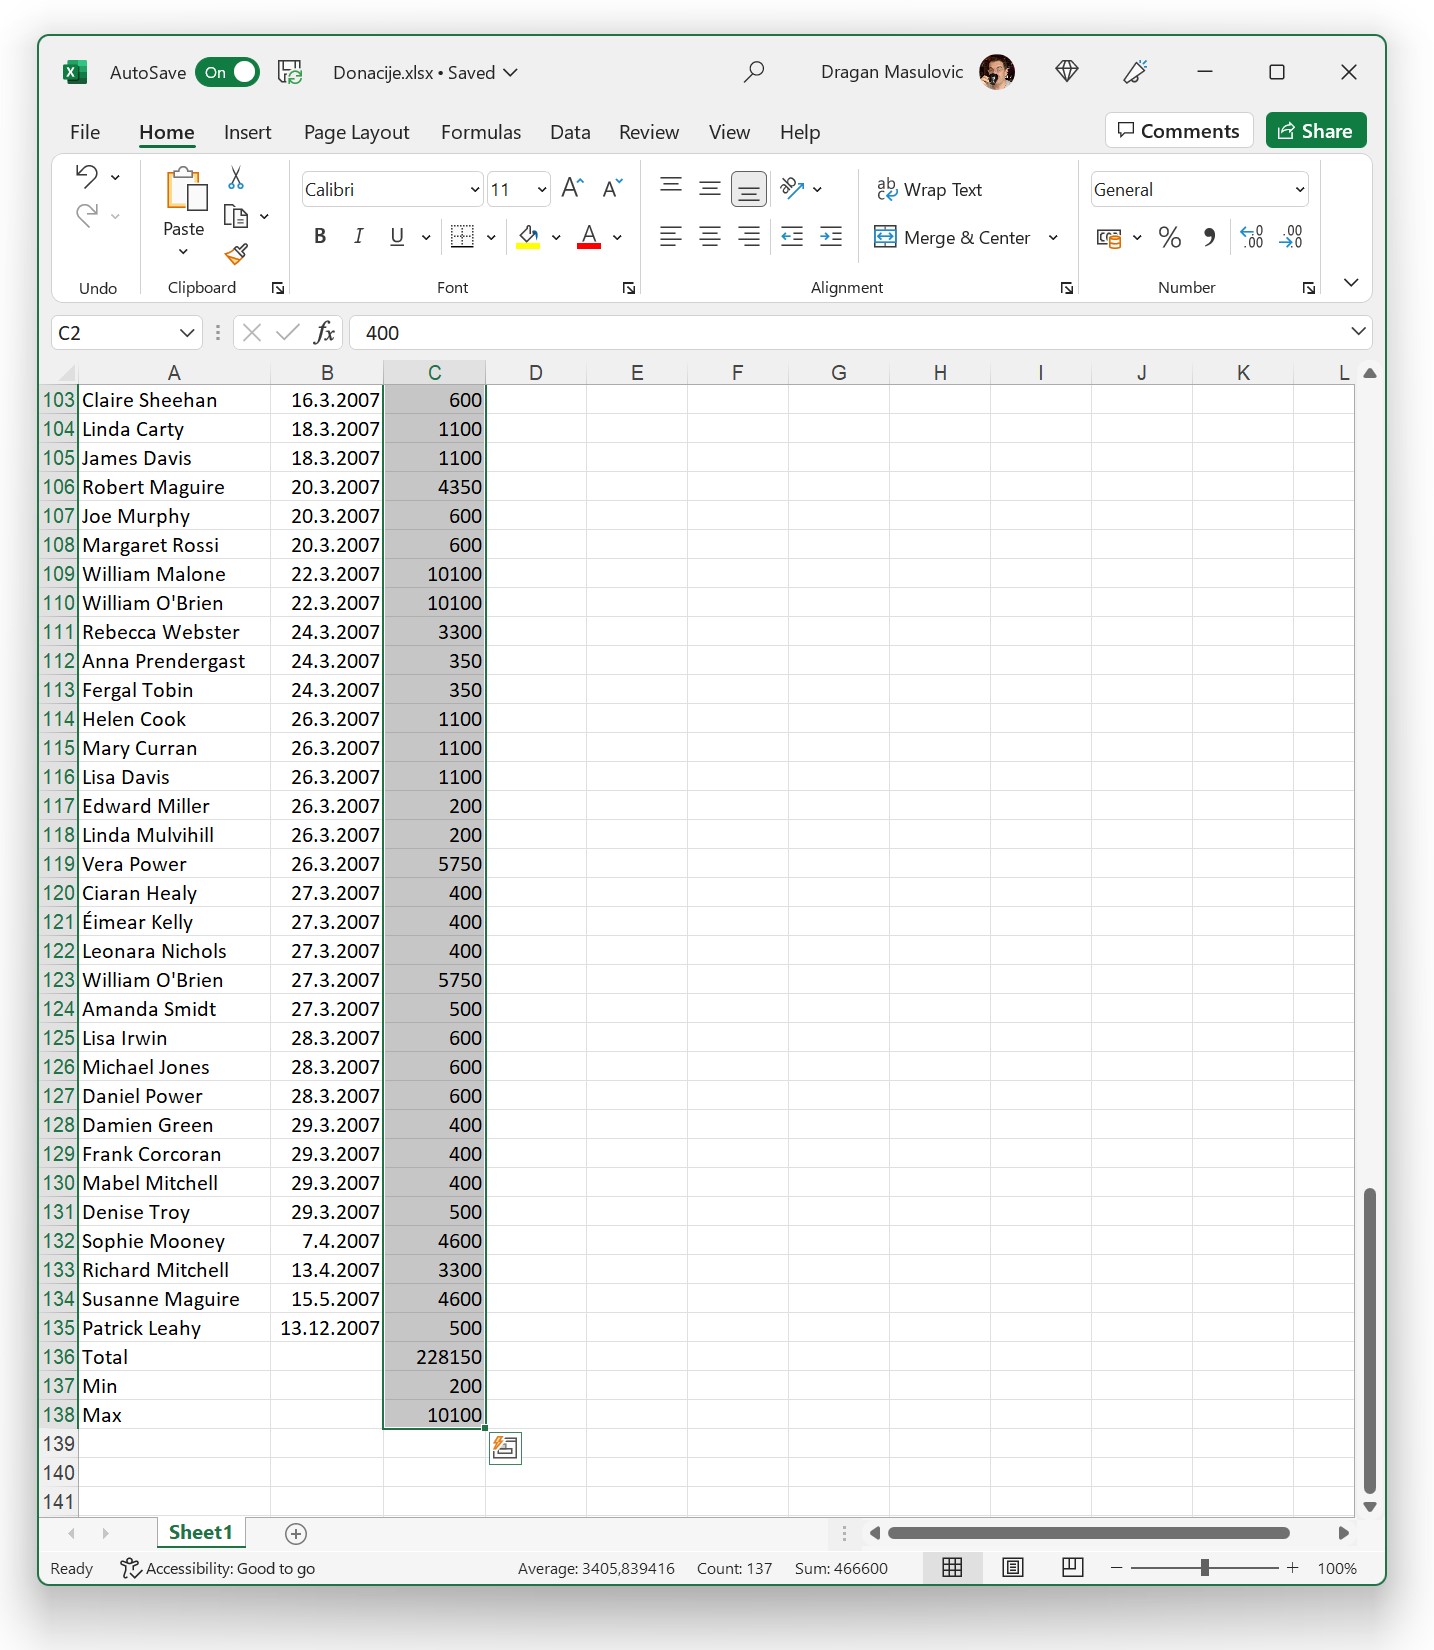 AutoSave On Donacije.xlsx • Saved Dragan Masulovic
File Home Insert Page Layout Formulas Data Review View Help Comments Share
Paste
Undo Clipboard
Calibri 11
B I U
Font
ab Wrap Text
Merge & Center
Alignment
General
% 
Number
C2 fx 400
A B C D E F G H I J K L
103 Claire Sheehan 16.3.2007 600
104 Linda Carty 18.3.2007 1100
105 James Davis 18.3.2007 1100
106 Robert Maguire 20.3.2007 4350
107 Joe Murphy 20.3.2007 600
108 Margaret Rossi 20.3.2007 600
109 William Malone 22.3.2007 10100
110 William O'Brien 22.3.2007 10100
111 Rebecca Webster 24.3.2007 3300
112 Anna Prendergast 24.3.2007 350
113 Fergal Tobin 24.3.2007 350
114 Helen Cook 26.3.2007 1100
115 Mary Curran 26.3.2007 1100
116 Lisa Davis 26.3.2007 1100
117 Edward Miller 26.3.2007 200
118 Linda Mulvihill 26.3.2007 200
119 Vera Power 26.3.2007 5750
120 Ciaran Healy 27.3.2007 400
121 Éimear Kelly 27.3.2007 400
122 Leonara Nichols 27.3.2007 400
123 William O'Brien 27.3.2007 5750
124 Amanda Smidt 27.3.2007 500
125 Lisa Irwin 28.3.2007 600
126 Michael Jones 28.3.2007 600
127 Daniel Power 28.3.2007 600
128 Damien Green 29.3.2007 400
129 Frank Corcoran 29.3.2007 400
130 Mabel Mitchell 29.3.2007 400
131 Denise Troy 29.3.2007 500
132 Sophie Mooney 7.4.2007 4600
133 Richard Mitchell 13.4.2007 3300
134 Susanne Maguire 15.5.2007 4600
135 Patrick Leahy 13.12.2007 500
136 Total 228150
137 Min 200
138 Max 10100
139
140
141
Sheet1
Ready Accessibility: Good to go Average: 3405,839416 Count: 137 Sum: 466600 100%